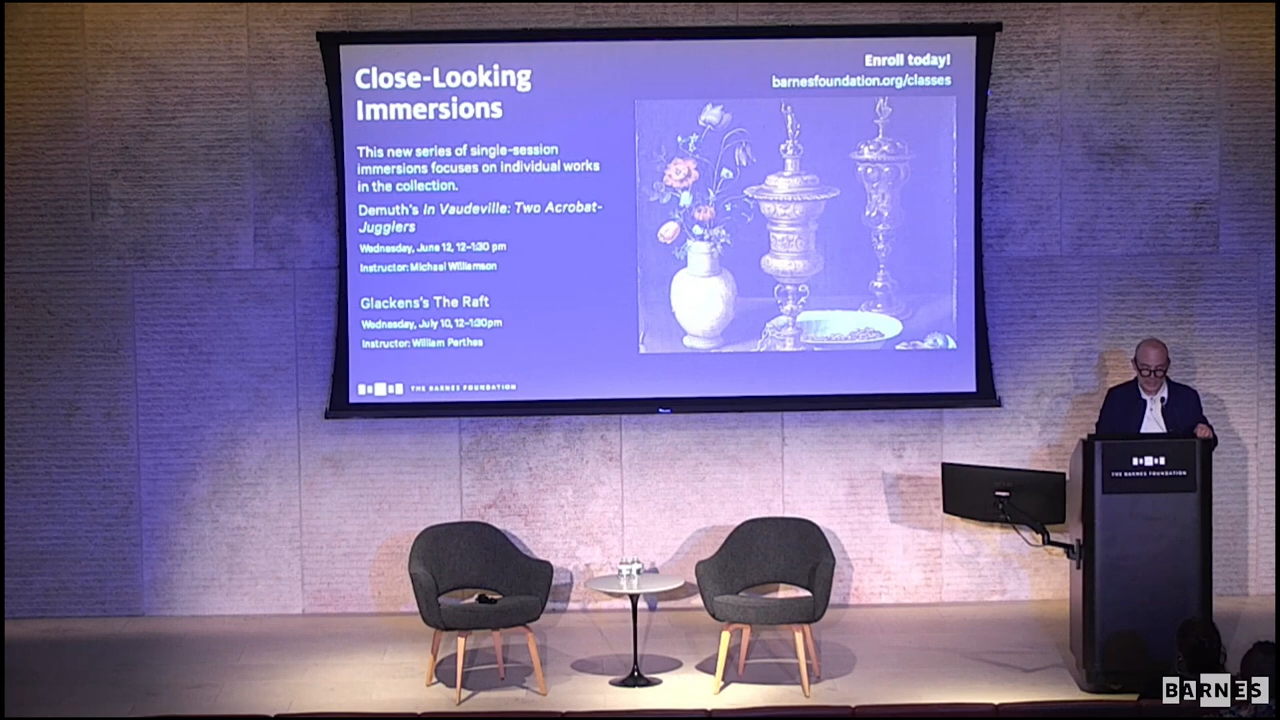 Close-Looking
Immersions
Enroll today!
barnesfoundation.org/classes
This new series of single-session
immersions focuses on individual works
in the collection.
Demuth's In Vaudeville: Two Acrobat-
Jugglers
Wednesday, June 12, 12–1:30 pm
Instructor: Michael Williamson
Glackens's The Raft
Wednesday, July 10, 12–1:30pm
Instructor: William Perthes
THE BARNES FOUNDATION
THE BARNES FOUNDATION
BARNES